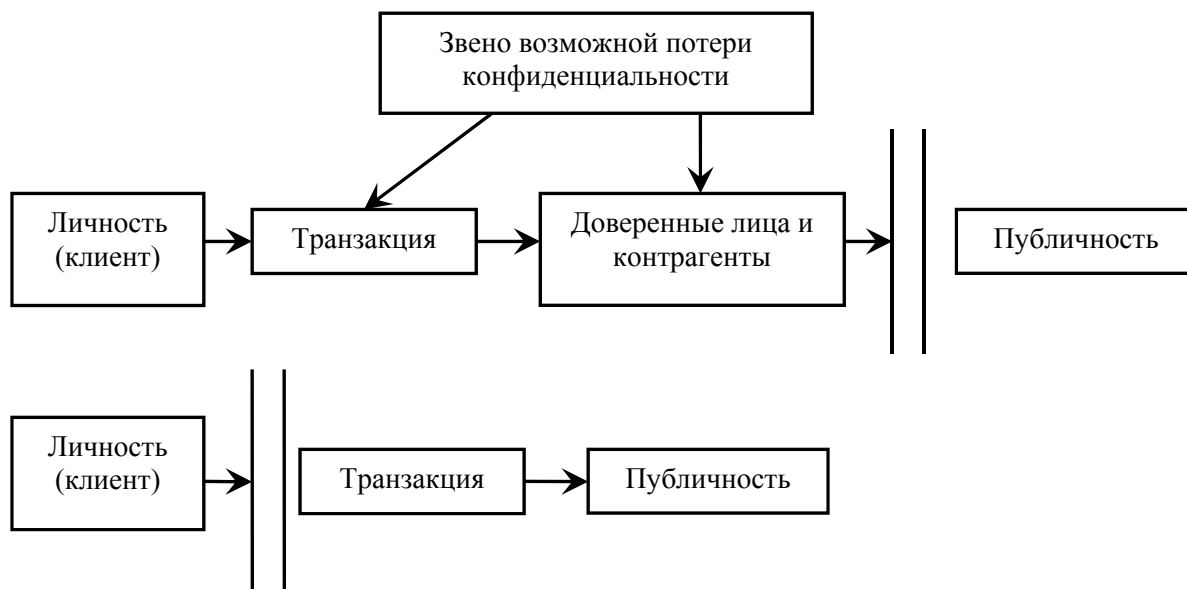 Звено возможной потери
конфиденциальности
Личность
(клиент)
Транзакция
Доверенные лица и
контрагенты
Публичность
Личность
(клиент)
Транзакция
Публичность